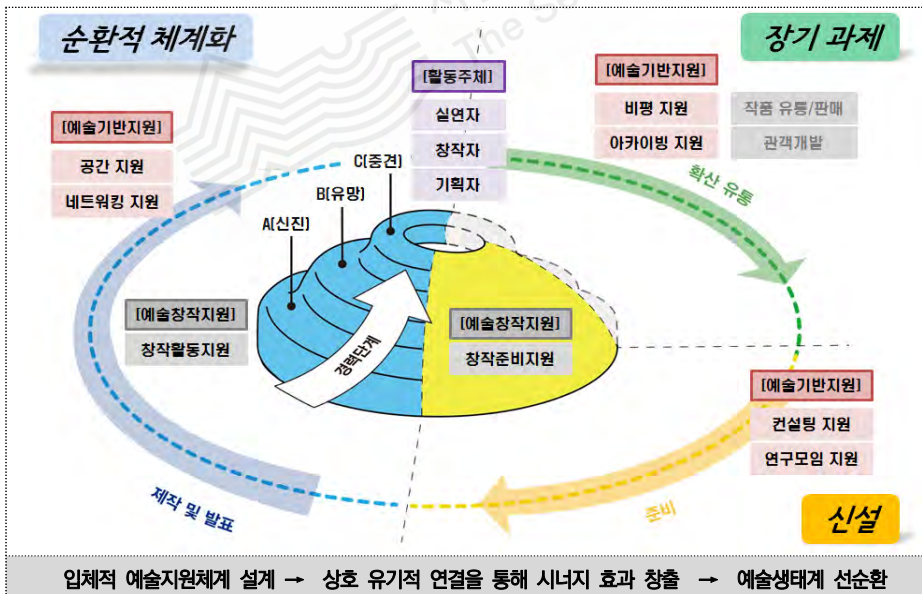 순환적 체계화
장기 과제
[활동주체]
실연자
창작자
기획자
[예술기반지원]
비평 지원
아카이빙 지원
작품 유통/판매
관객개발
[예술기반지원]
공간 지원
네트워킹 지원
C(중견)
B(유망)
A(신진)
확산 유통
[예술창작지원]
창작활동지원
경력단계
[예술창작지원]
창작준비지원
[예술기반지원]
컨설팅 지원
연구모임 지원
제작 및 발표
준비
신설
입체적 예술지원체계 설계 → 상호 유기적 연결을 통해 시너지 효과 창출 → 예술생태계 선순환